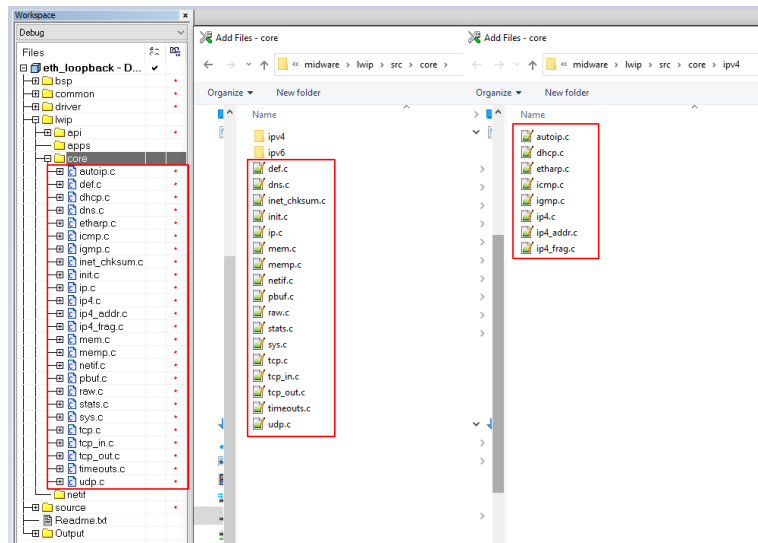 Workspace
Debug
Files
eth_loopback - D...
bsp
common
driver
lwip
api
apps
core
autoip.c
def.c
dhcp.c
dns.c
etharp.c
icmp.c
igmp.c
inet_chksum.c
init.c
ip.c
ip4.c
ip4_addr.c
ip4_frag.c
mem.c
memp.c
netif.c
pbuf.c
raw.c
stats.c
sys.c
tcp.c
tcp_in.c
tcp_out.c
timeouts.c
udp.c
netif
source
Readme.txt
Output
Add Files - core
« midware > lwip > src > core >
Organize New folder
Name
ipv4
ipv6
def.c
dns.c
inet_chksum.c
init.c
ip.c
mem.c
memp.c
netif.c
pbuf.c
raw.c
stats.c
sys.c
tcp.c
tcp_in.c
tcp_out.c
timeouts.c
udp.c
Add Files - core
« midware > lwip > src > core > ipv4
Organize New folder
Name
autoip.c
dhcp.c
etharp.c
icmp.c
igmp.c
ip4.c
ip4_addr.c
ip4_frag.c